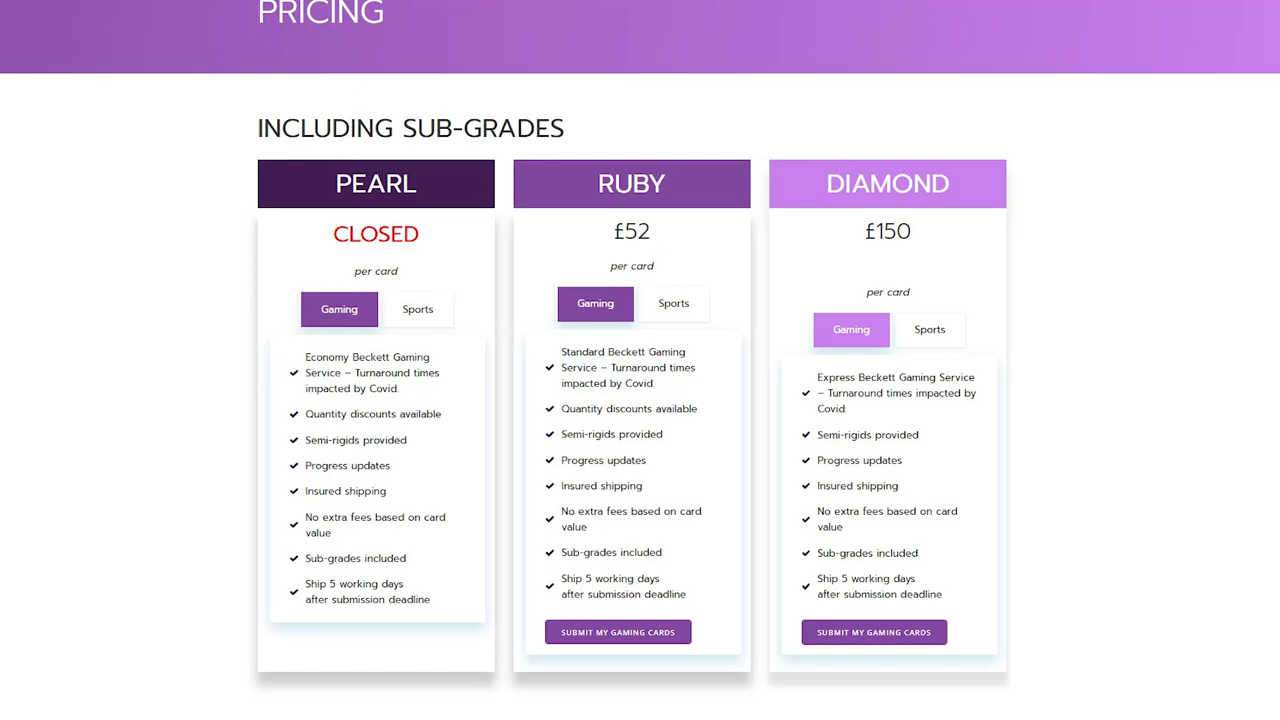 PRICING
INCLUDING SUB-GRADES
PEARL
CLOSED
per card
Gaming
Sports
Economy Beckett Gaming
Service – Turnaround times
impacted by Covid.
Quantity discounts available
Semi-rigids provided
Progress updates
Insured shipping
No extra fees based on card
value
Sub-grades included
Ship 5 working days
after submission deadline
RUBY
£52
per card
Gaming
Sports
Standard Beckett Gaming
Service – Turnaround times
impacted by Covid.
Quantity discounts available
Semi-rigids provided
Progress updates
Insured shipping
No extra fees based on card
value
Sub-grades included
Ship 5 working days
after submission deadline
SUBMIT MY GAMING CARDS
DIAMOND
£150
per card
Gaming
Sports
Express Beckett Gaming Service
– Turnaround times impacted by
Covid.
Semi-rigids provided
Progress updates
Insured shipping
No extra fees based on card
value
Sub-grades included
Ship 5 working days
after submission deadline
SUBMIT MY GAMING CARDS